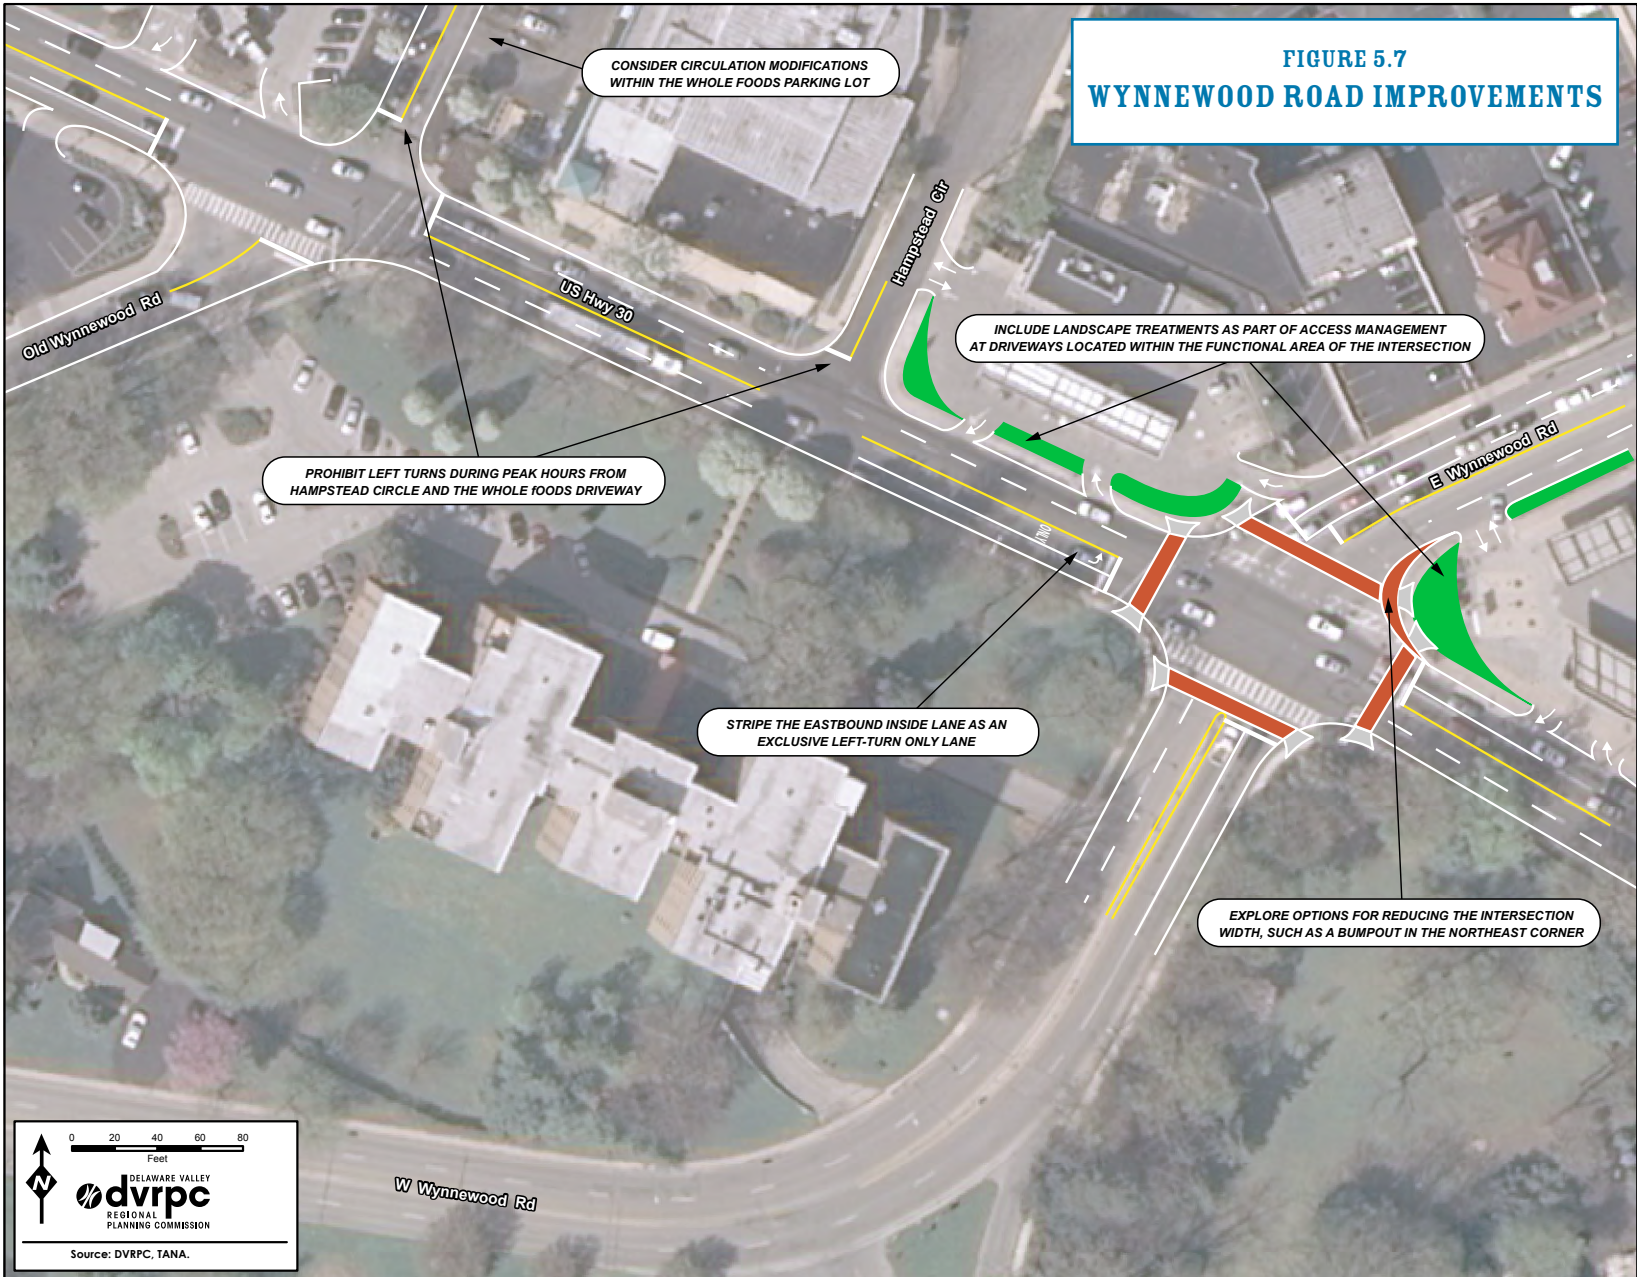 FIGURE 5.7
WYNNEWOOD ROAD IMPROVEMENTS
CONSIDER CIRCULATION MODIFICATIONS
WITHIN THE WHOLE FOODS PARKING LOT
Hampstead Cir
US Hwy 30
Old Wynnewood Rd
INCLUDE LANDSCAPE TREATMENTS AS PART OF ACCESS MANAGEMENT
AT DRIVEWAYS LOCATED WITHIN THE FUNCTIONAL AREA OF THE INTERSECTION
E Wynnewood Rd
PROHIBIT LEFT TURNS DURING PEAK HOURS FROM
HAMPSTEAD CIRCLE AND THE WHOLE fOODS DRIVEWAY
ONLY
STRIPE THE EASTBOUND INSIDE LANE AS AN
EXCLUSIVE LEFT-TURN ONLY LANE
EXPLORE OPTIONS FOR REDUCING THE INTERSECTION
WIDTH, SUCH AS A BUMPOUT IN THE NORTHEAST CORNER
W Wynnewood Rd
0 20 40 60 80
Feet
N
DELAWARE VALLEY
dvrpc
REGIONAL
PLANNING COMMISSION
Source: DVRPC, TANA.